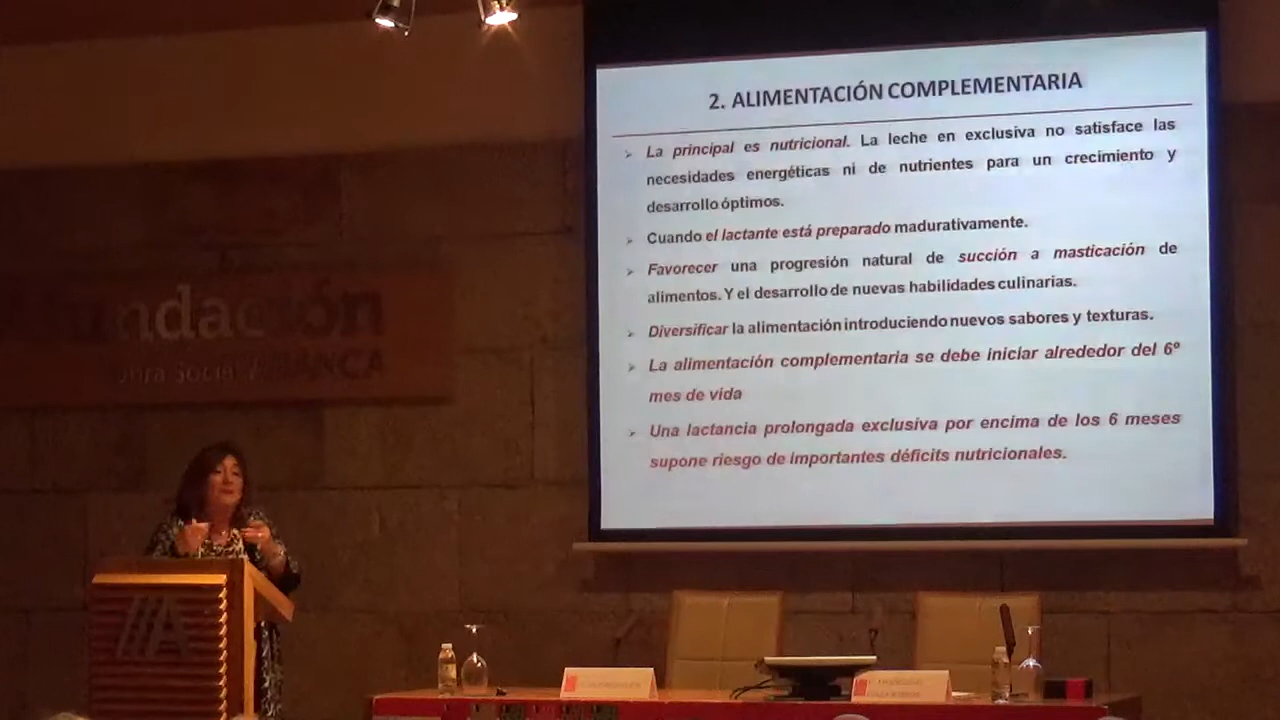 2. ALIMENTACIÓN COMPLEMENTARIA
La principal es nutricional. La leche en exclusiva no satisface las
necesidades energéticas ni de nutrientes para un crecimiento y
desarrollo óptimos.
Cuando el lactante está preparado madurativamente.
Favorecer una progresión natural de succión a masticación de
alimentos. Y el desarrollo de nuevas habilidades culinarias.
Diversificar la alimentación introduciendo nuevos sabores y texturas.
La alimentación complementaria se debe iniciar alrededor del 6º
mes de vida
Una lactancia prolongada exclusiva por encima de los 6 meses
supone riesgo de importantes déficits nutricionales.
fundación
Obra Social ABANCA